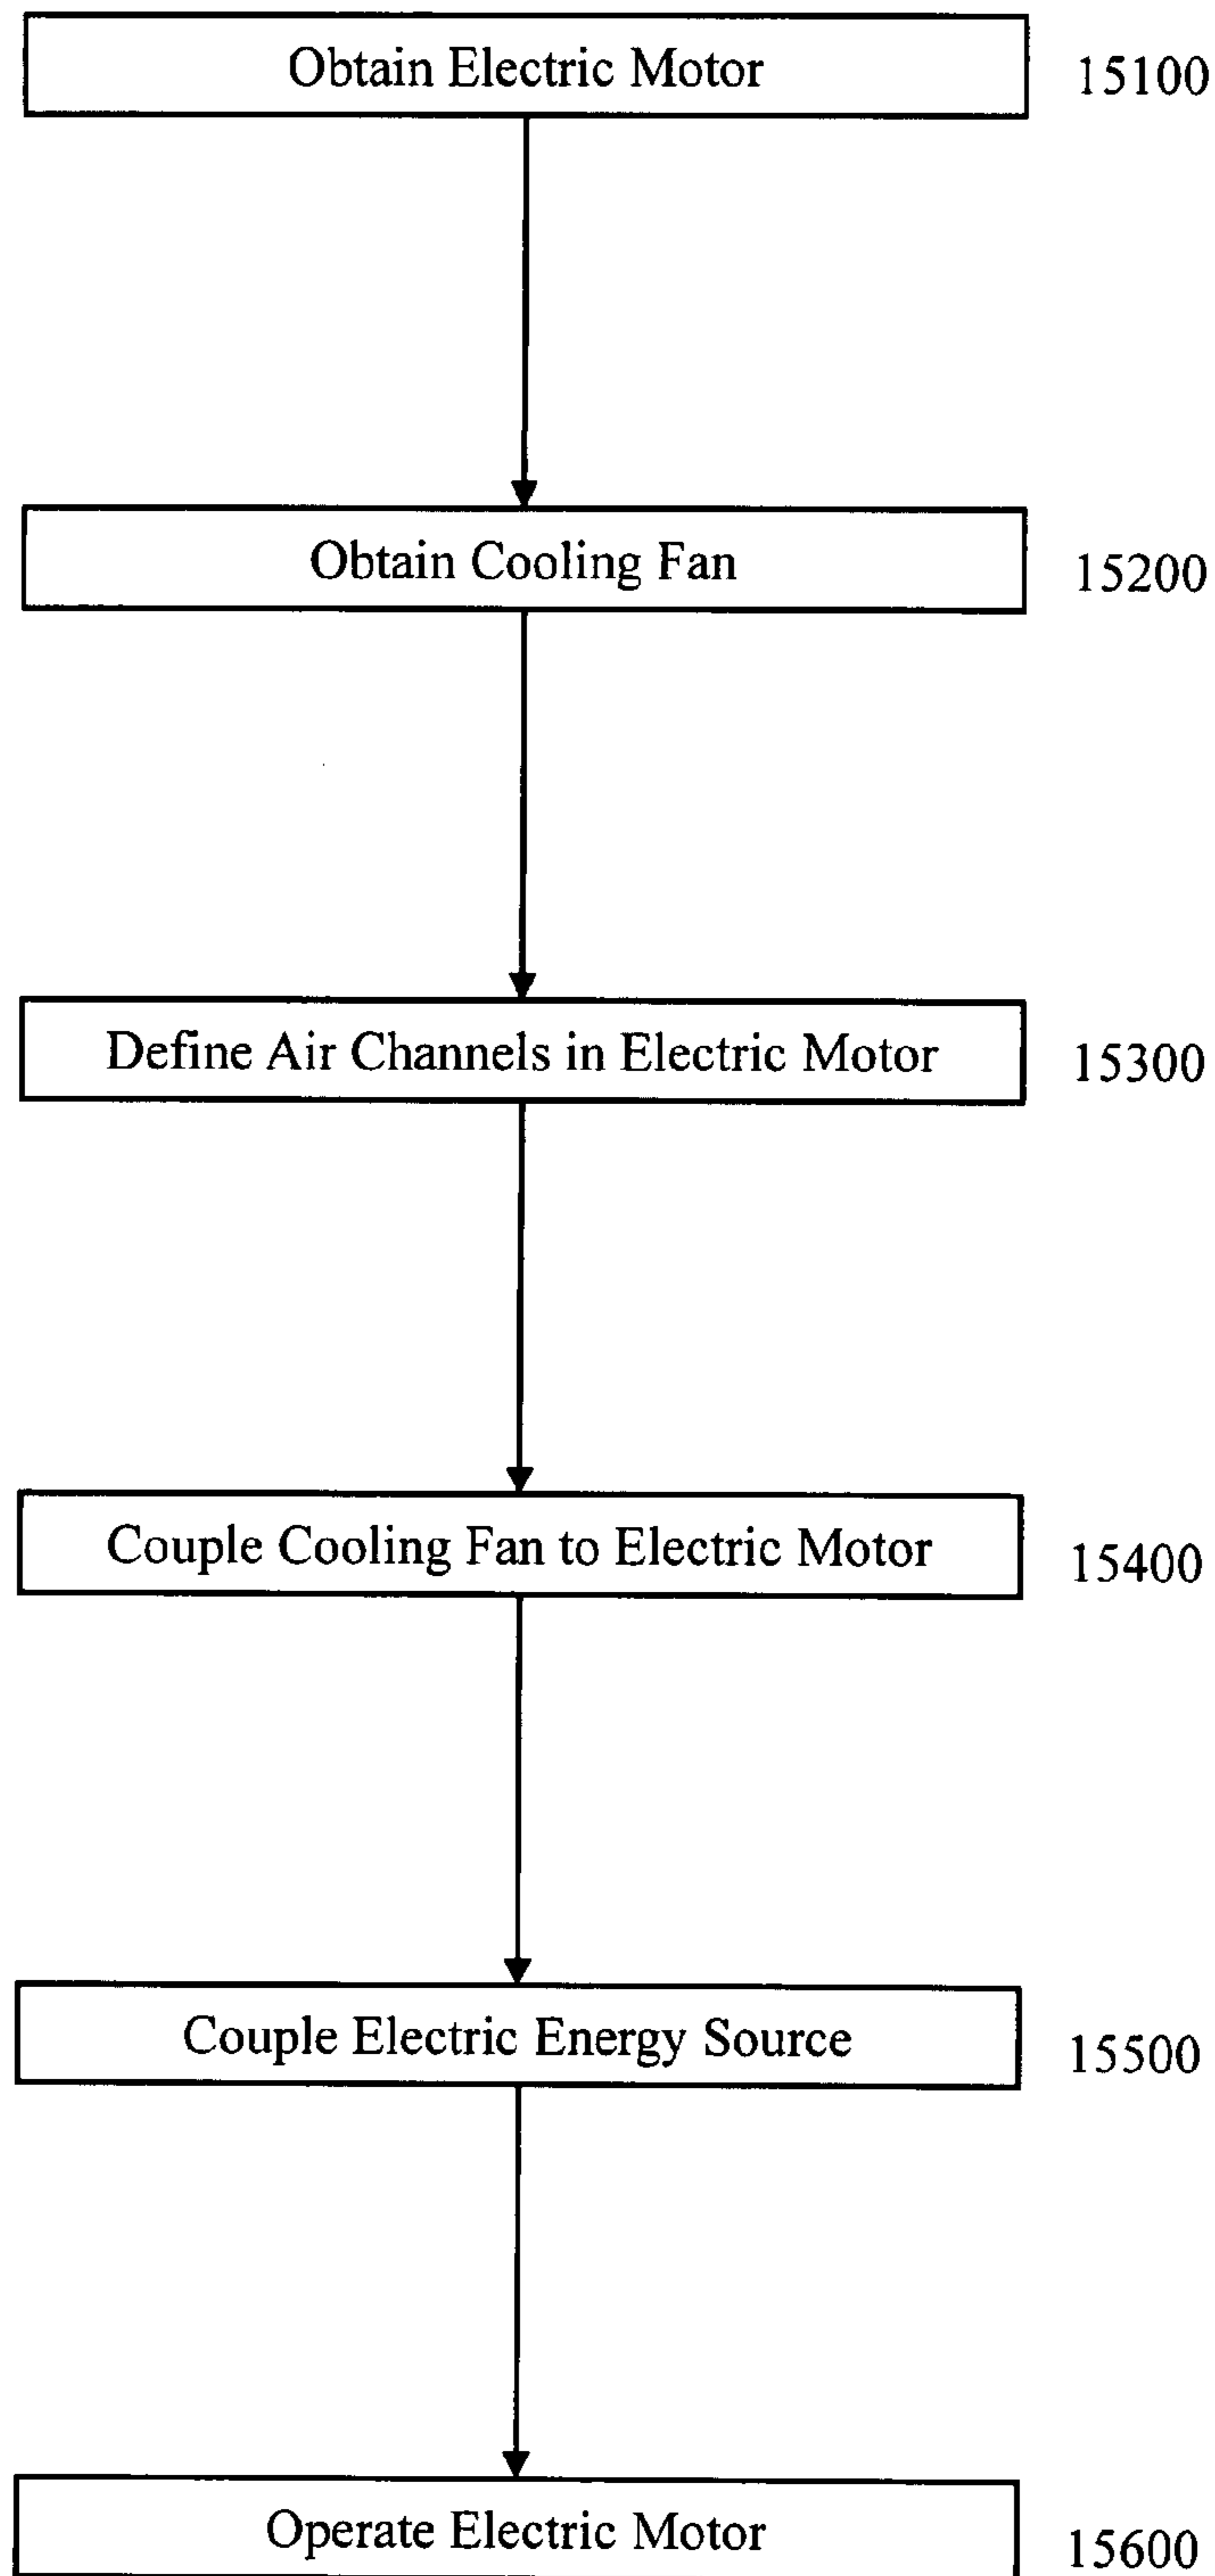 Obtain Electric Motor 15100
Obtain Cooling Fan 15200
Define Air Channels in Electric Motor 15300
Couple Cooling Fan to Electric Motor 15400
Couple Electric Energy Source 15500
Operate Electric Motor 15600